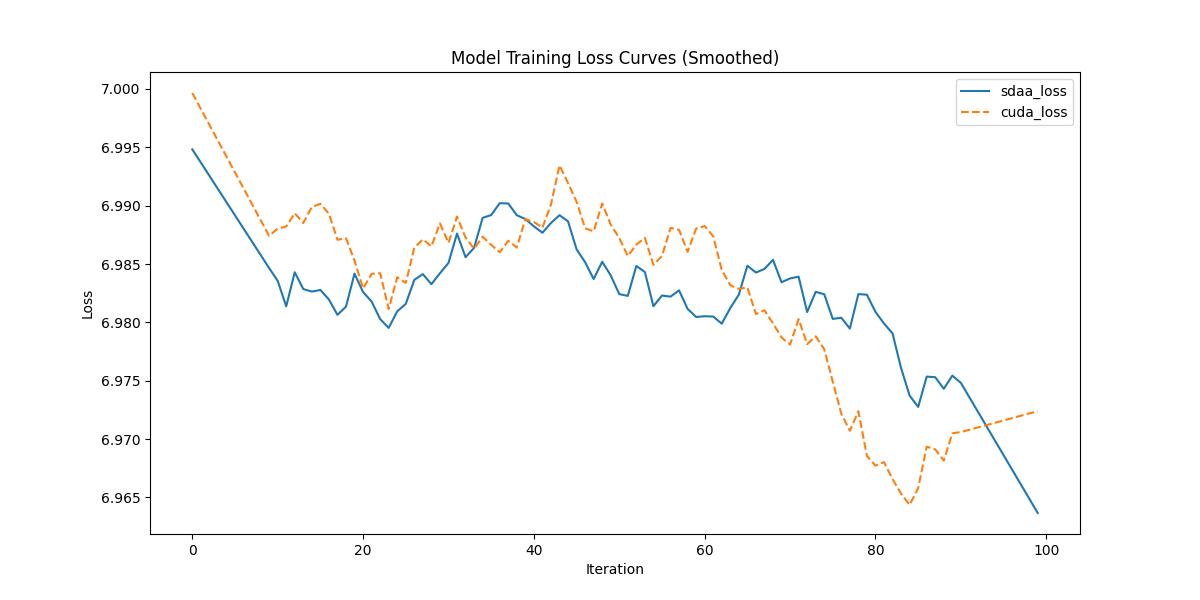 Model Training Loss Curves (Smoothed)
sdaa_loss
cuda_loss
7.000
6.995
6.990
6.985
6.980
6.975
6.970
6.965
Loss
0 20 40 60 80 100
Iteration